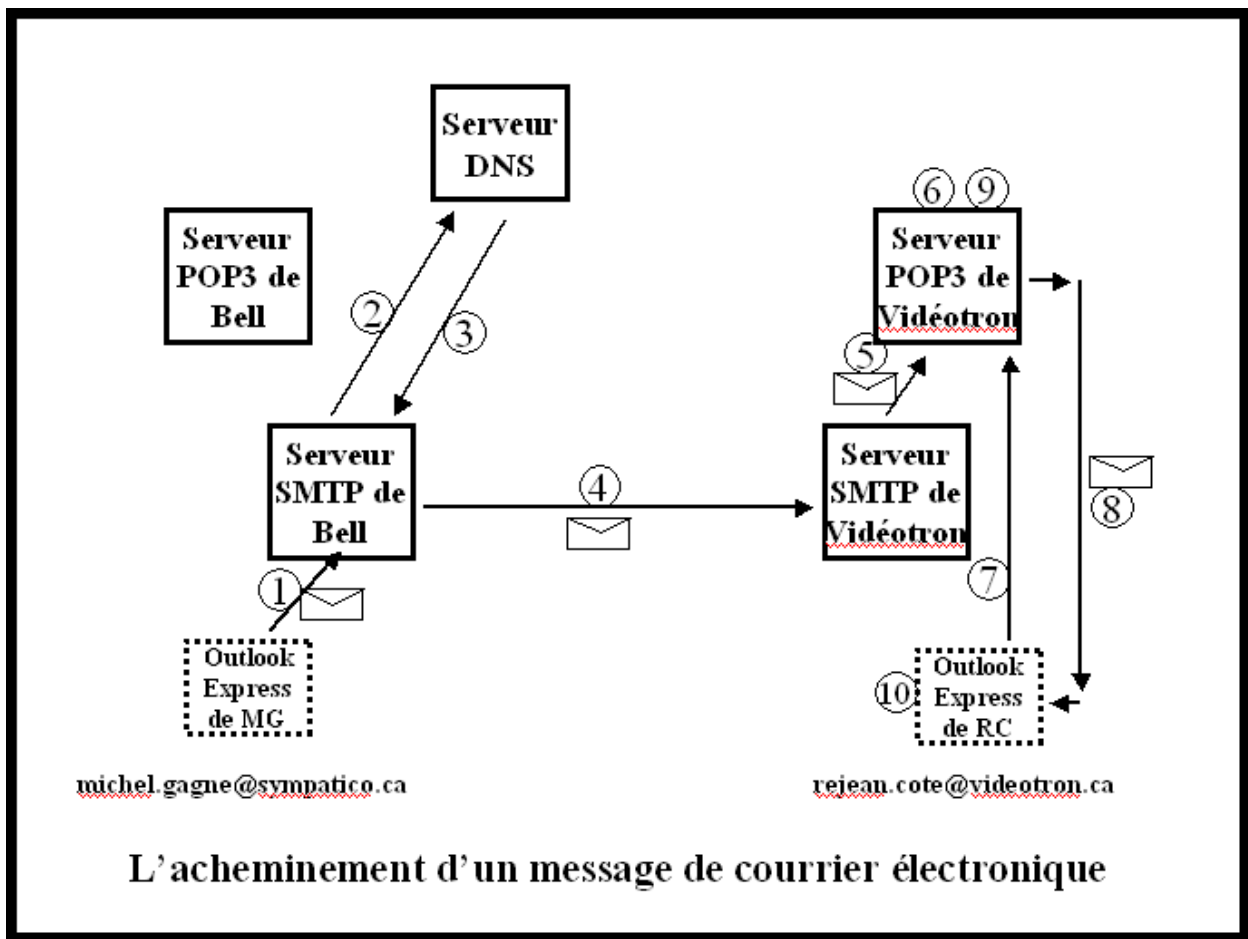 Serveur
DNS
6 9
Serveur
POP3 de
Bell
Serveur
POP3 de
Vidéotron
2
3
5
Serveur
SMTP de
Bell
4
Serveur
SMTP de
Vidéotron
8
1
7
Outlook
Express
de MG
10
Outlook
Express
de RC
michel.gagne@sympatico.ca
rejean.cote@videotron.ca
L’acheminement d’un message de courrier électronique